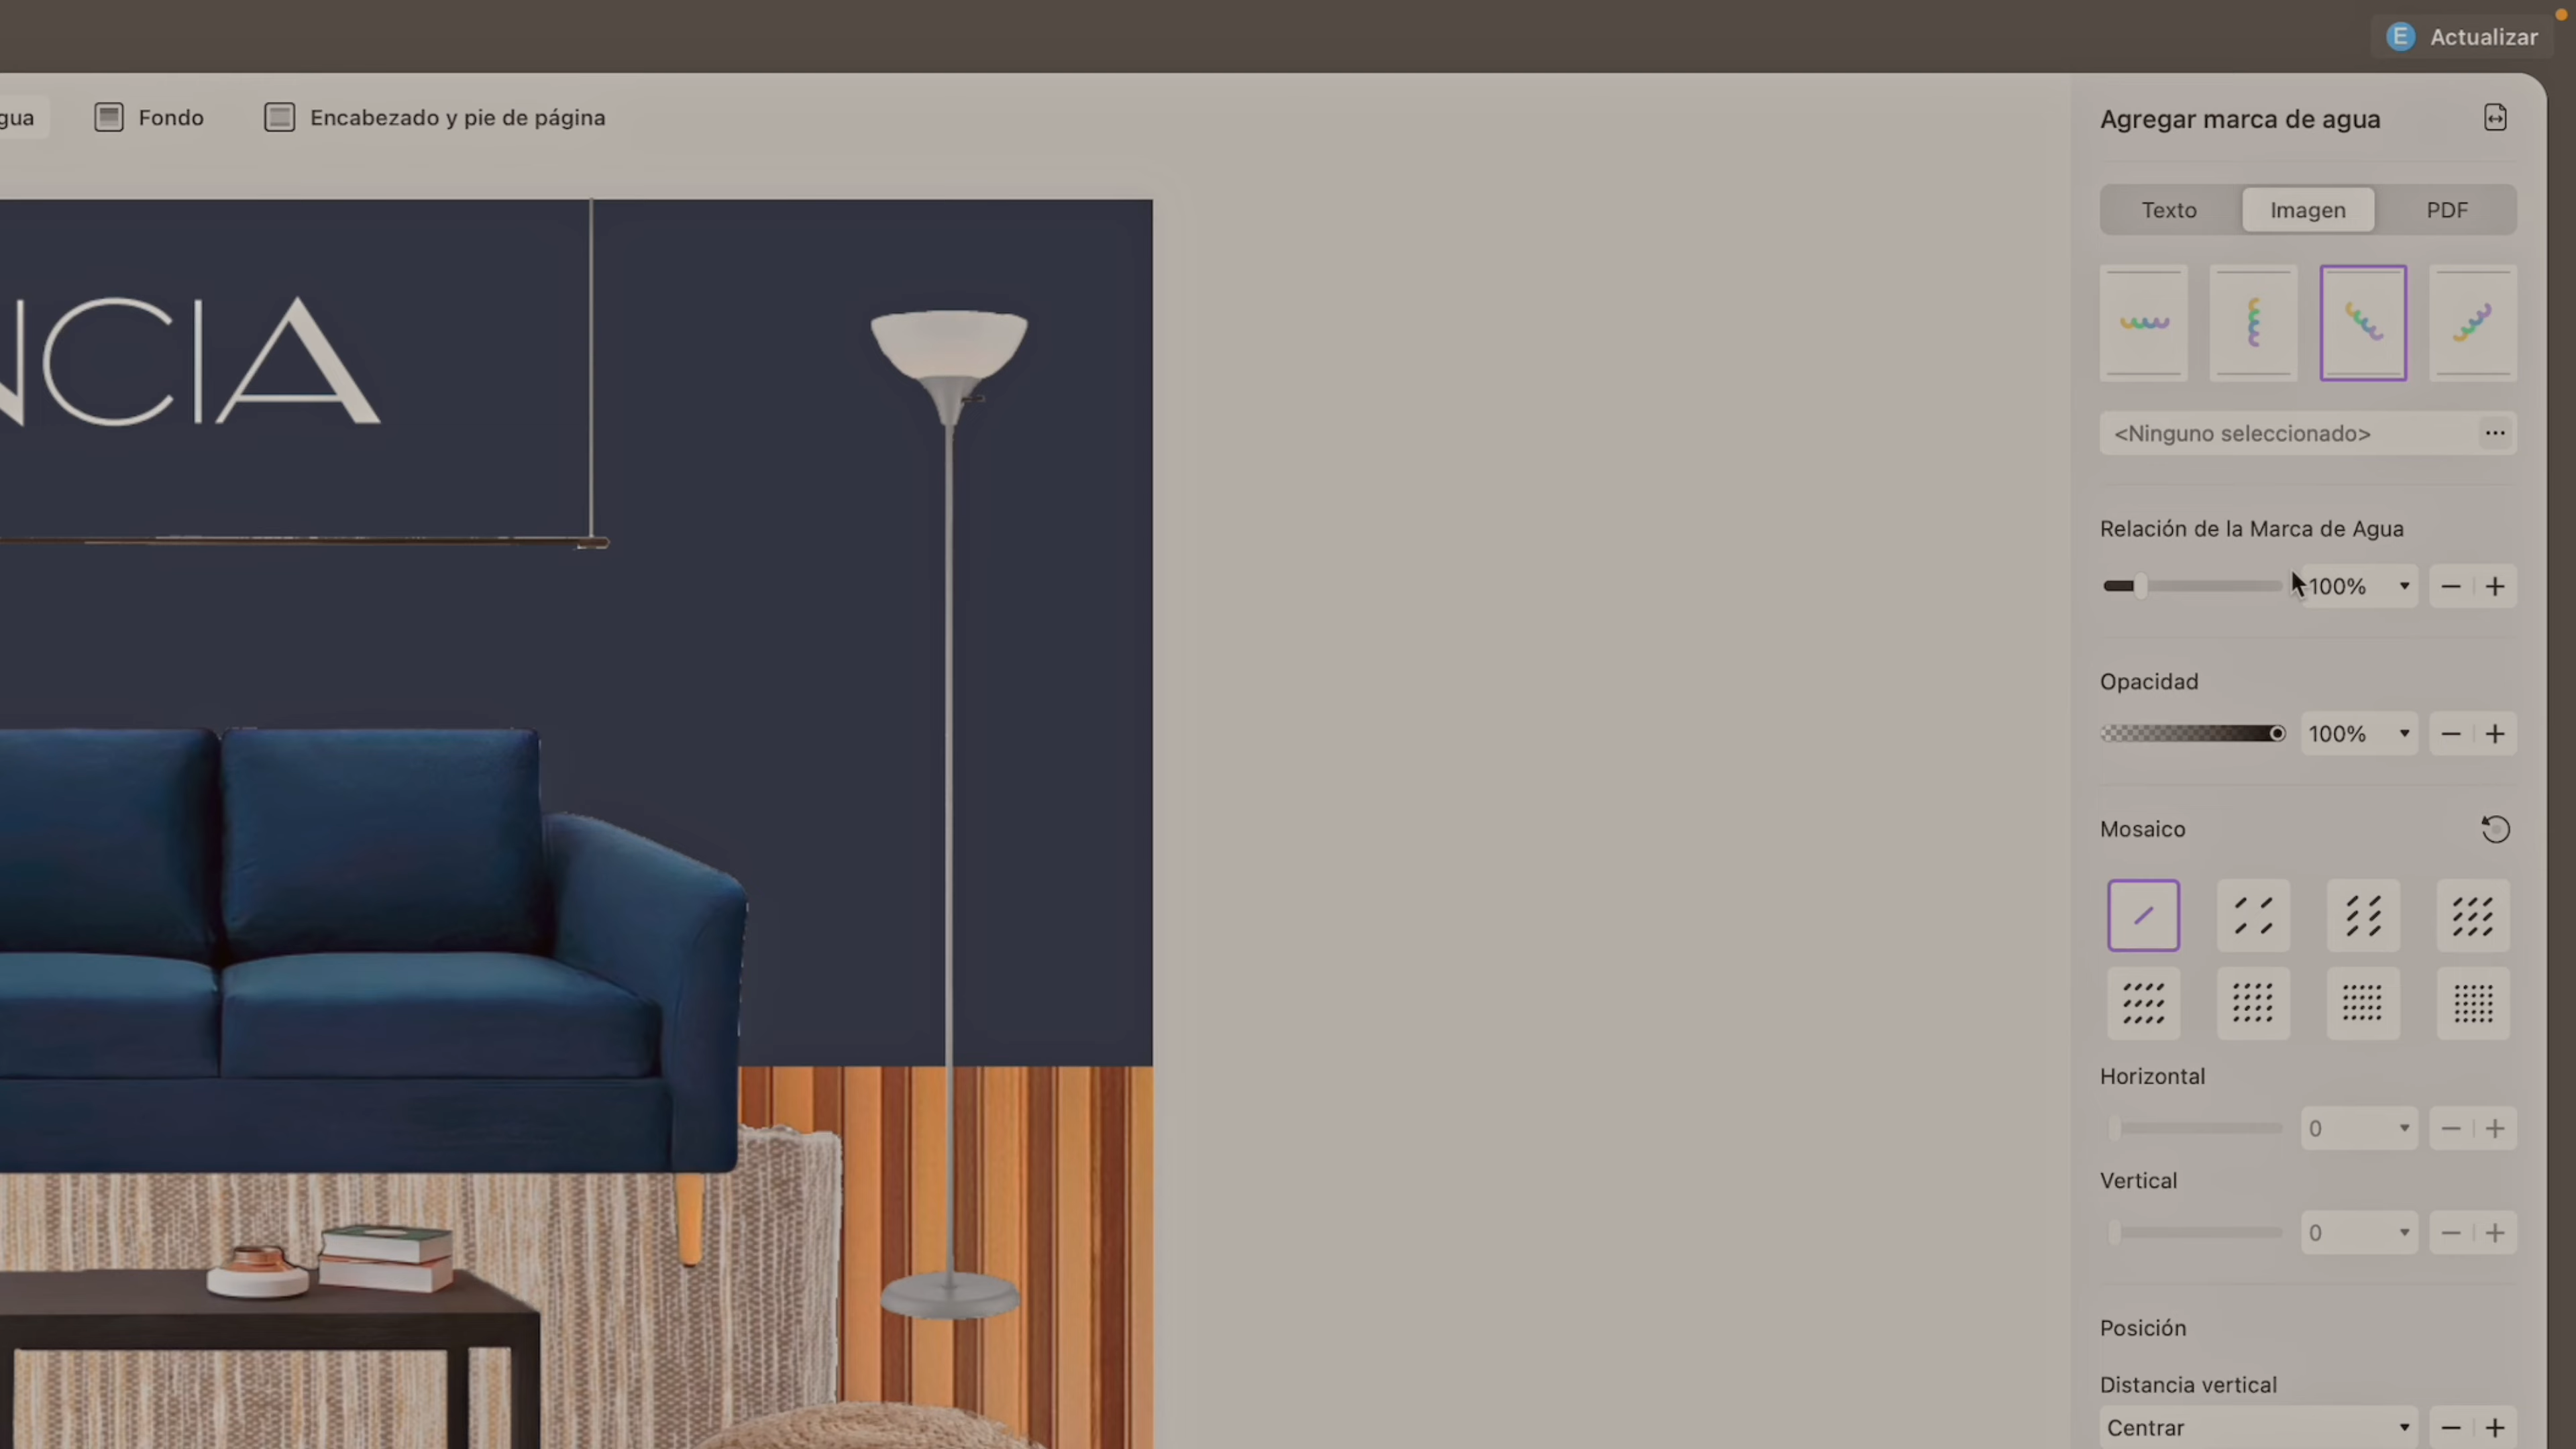 E Actualizar
gua
Fondo
Encabezado y pie de página
Agregar marca de agua
Texto
Imagen
PDF
NCIA
<Ninguno seleccionado>
Relación de la Marca de Agua
100%
Opacidad
100%
Mosaico
Horizontal
0
Vertical
0
Posición
Distancia vertical
Centrar